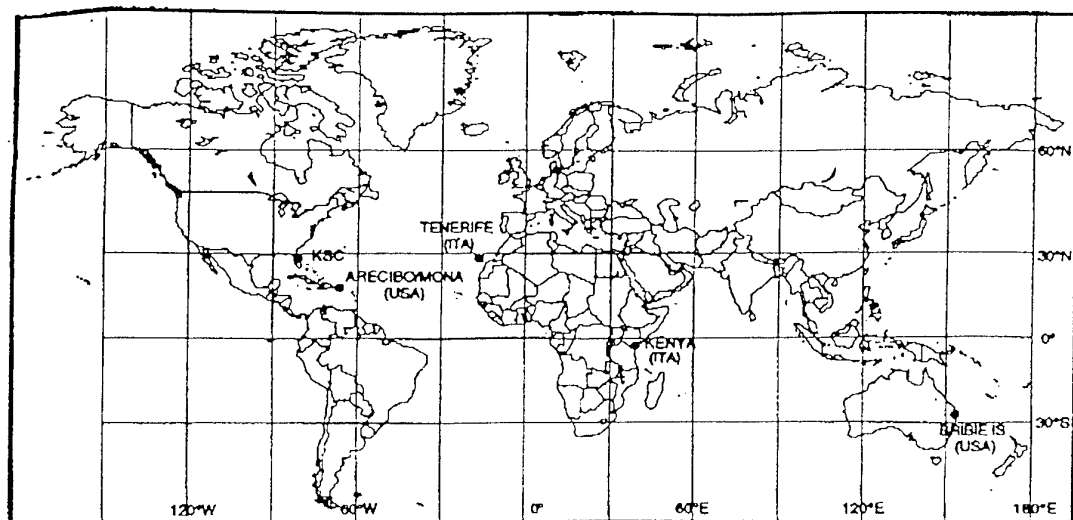 60°N
TENERIFE
(ITA)
KSC
30°N
ARECIBO/MONA
(USA)
0°
KENYA
(ITA)
BRIBIE IS
(USA)
30°S
120°W
60°W
0°
60°E
120°E
180°E